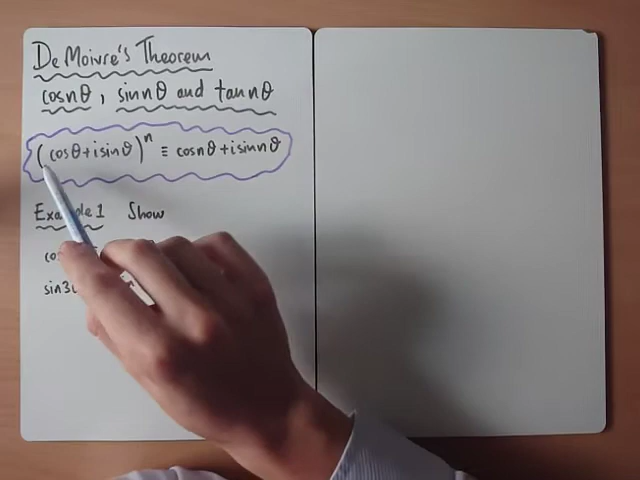 De Moivre's Theorem
cosnθ, sinnθ and tannθ
(cosθ+isinθ)ⁿ ≡ cosnθ+isinnθ
Example 1 Show